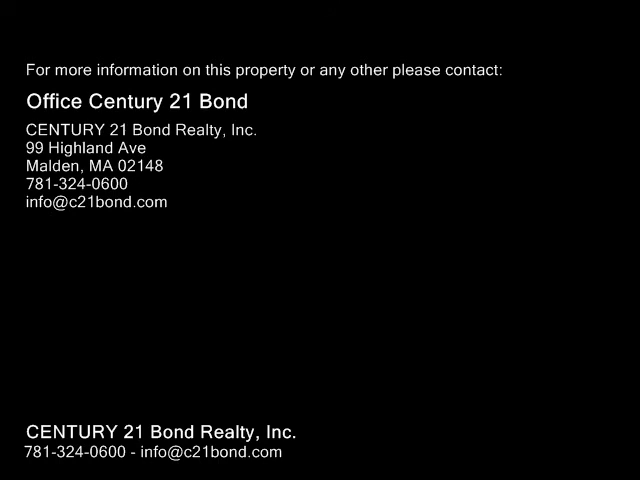 For more information on this property or any other please contact:
Office Century 21 Bond
CENTURY 21 Bond Realty, Inc.
99 Highland Ave
Malden, MA 02148
781-324-0600
info@c21bond.com
CENTURY 21 Bond Realty, Inc.
781-324-0600 - info@c21bond.com